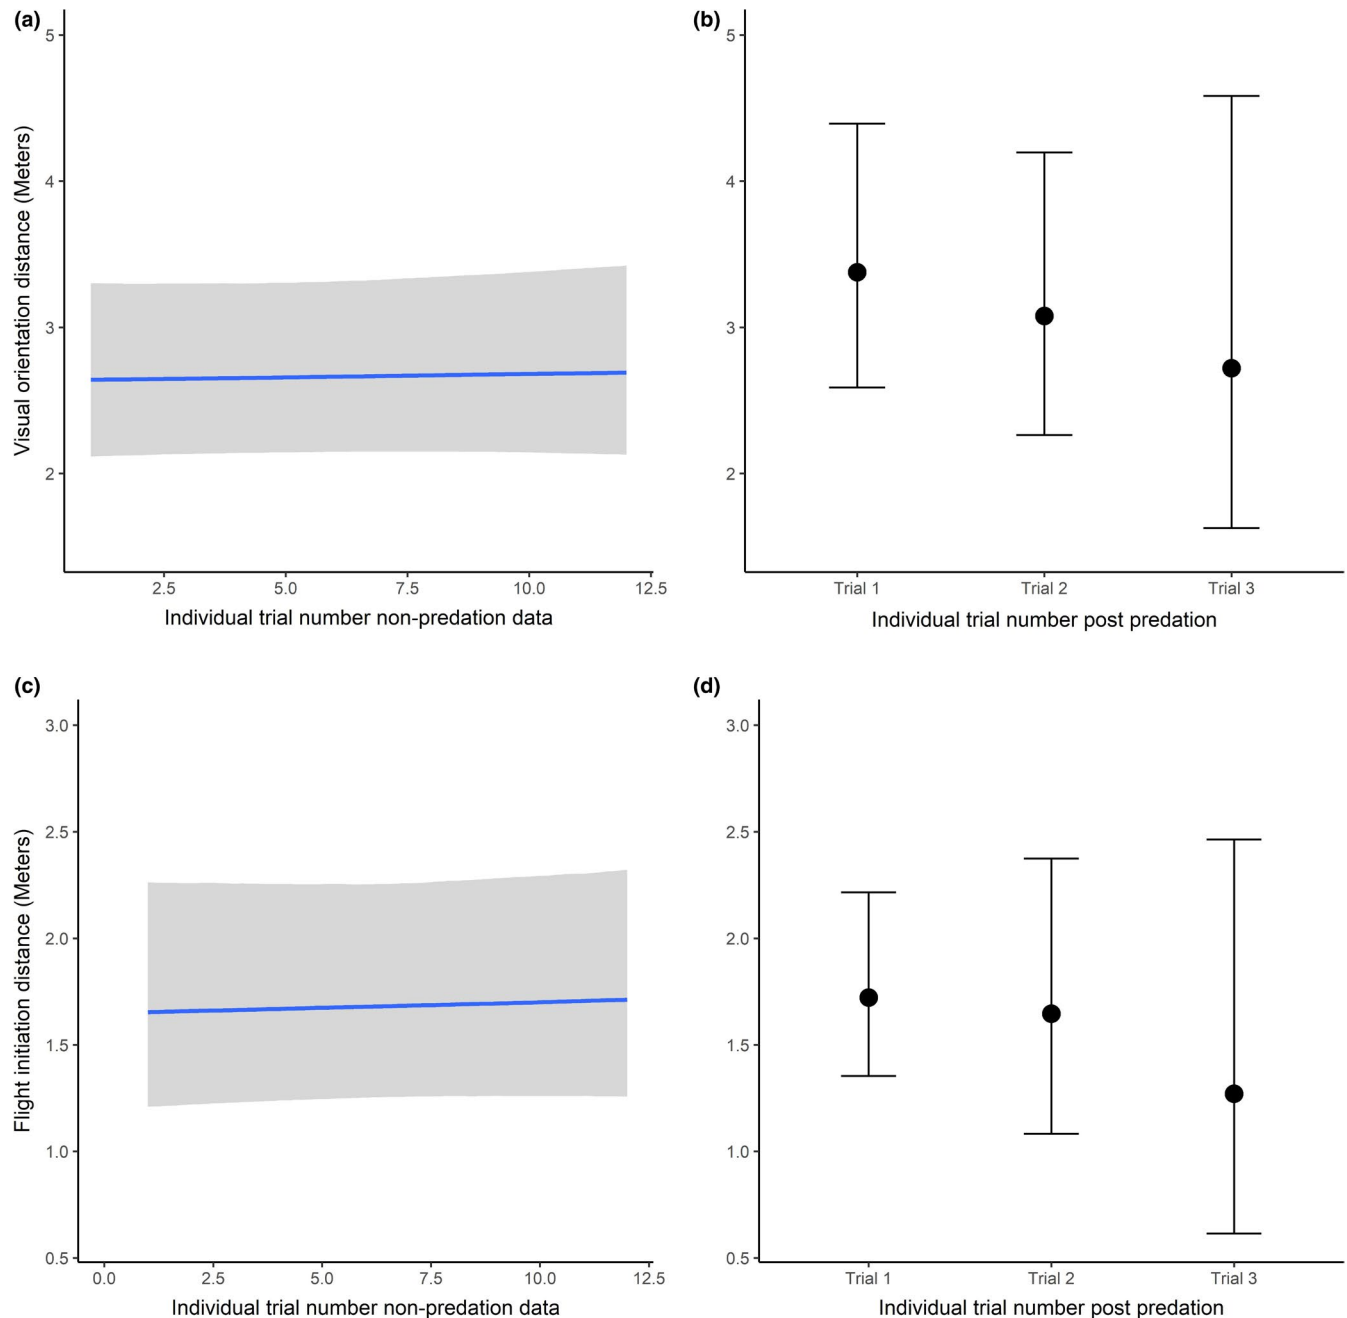 (a)
5
4
3
2
Visual orientation distance (Meters)
2.5 5.0 7.5 10.0 12.5
Individual trial number non-predation data
(b)
5
4
3
2
Trial 1 Trial 2 Trial 3
Individual trial number post predation
(c)
3.0
2.5
2.0
1.5
1.0
0.5
Flight initiation distance (Meters)
0.0 2.5 5.0 7.5 10.0 12.5
Individual trial number non-predation data
(d)
3.0
2.5
2.0
1.5
1.0
0.5
Trial 1 Trial 2 Trial 3
Individual trial number post predation